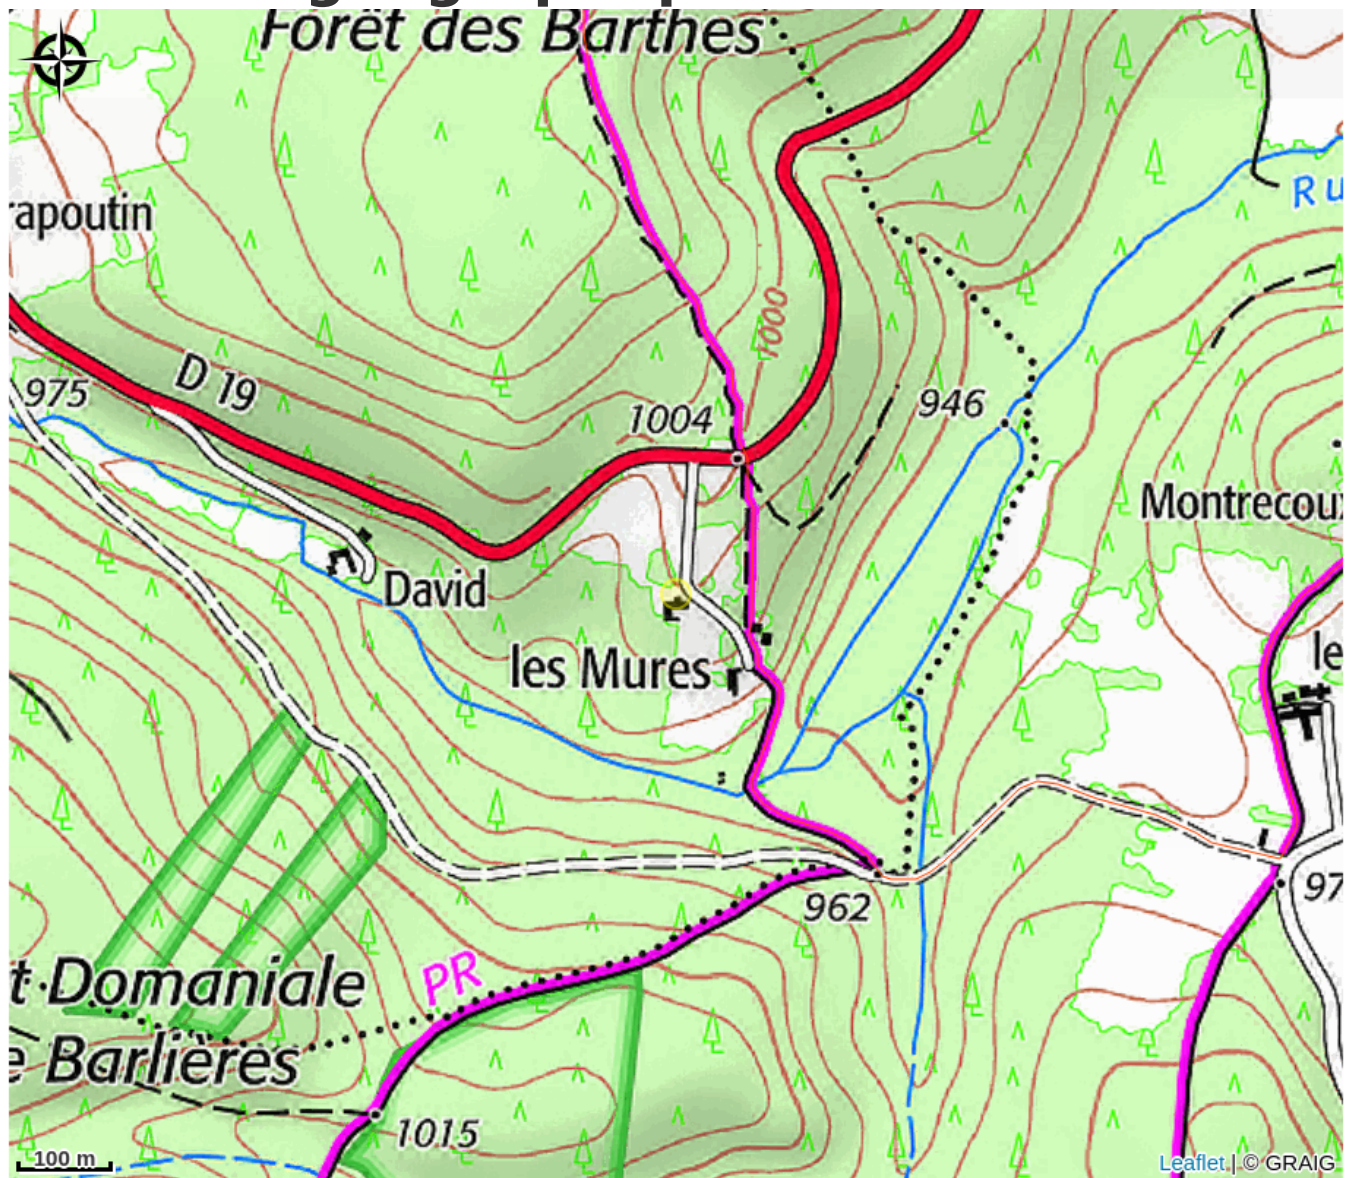 Forêt des Barthes
Ru
rapoutin
1000
D 19
975
1004
946
Montrecoux
David
les Mures
le
962
97
PR
t Domaniale
e Barlières
1015
100 m
Leaflet | © GRAIG